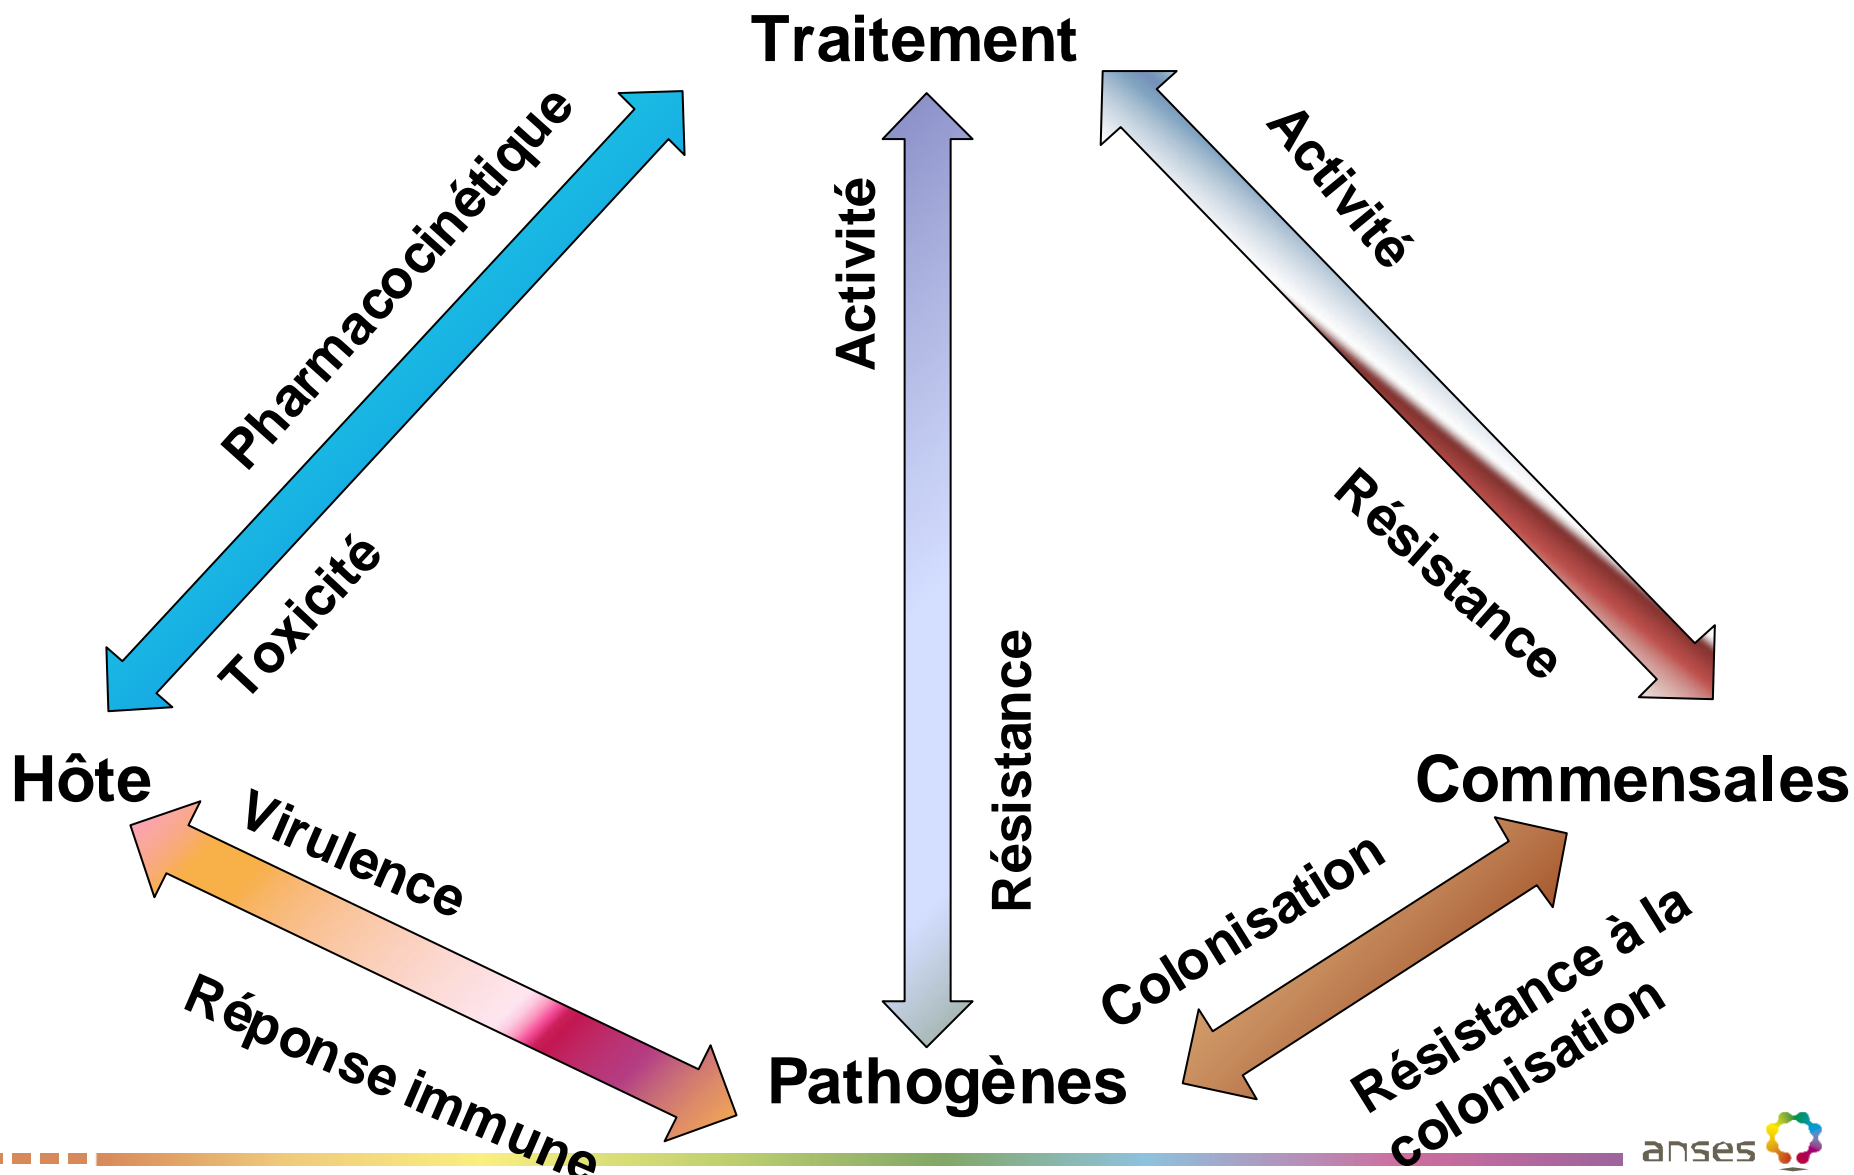 Traitement
Pharmacocinétique
Toxicité
Activité
Résistance
Activité
Résistance
Hôte
Commensales
Virulence
Réponse immune
Colonisation
Résistance à la
colonisation
Pathogènes
anses